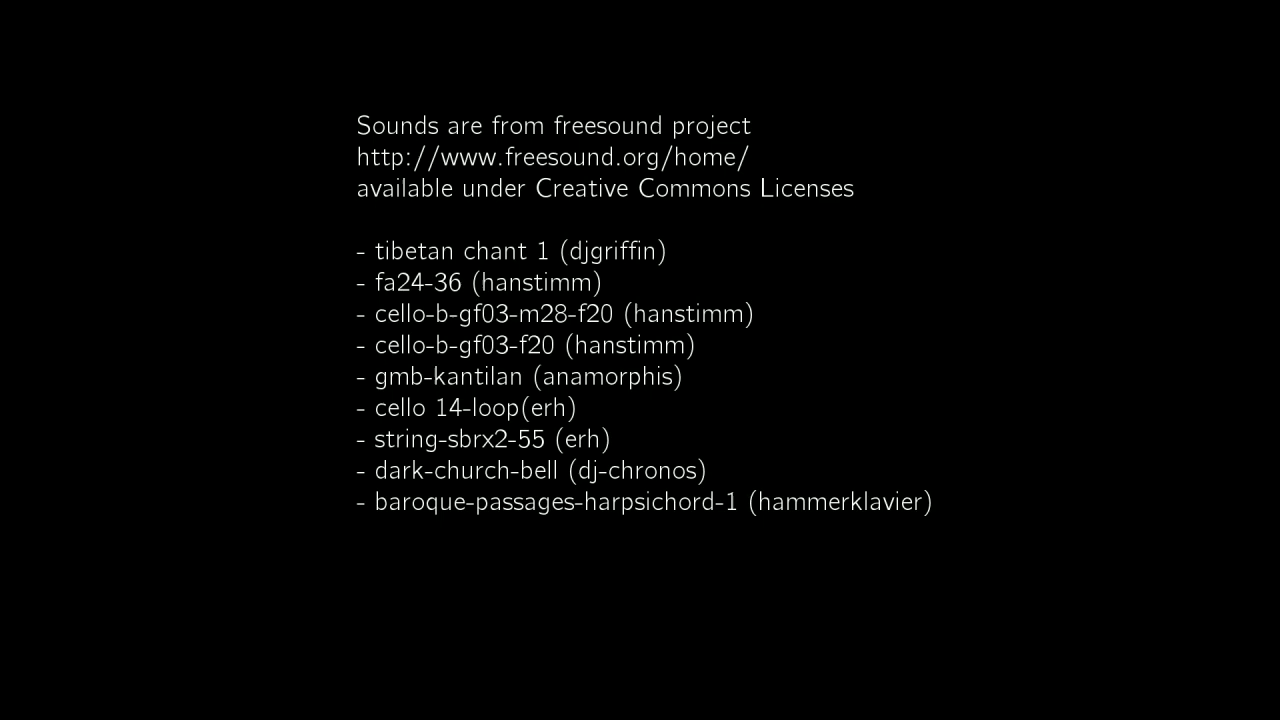 Sounds are from freesound project
http://www.freesound.org/home/
available under Creative Commons Licenses
- tibetan chant 1 (djgriffin)
- fa24-36 (hanstimm)
- cello-b-gf03-m28-f20 (hanstimm)
- cello-b-gf03-f20 (hanstimm)
- gmb-kantilan (anamorphis)
- cello 14-loop(erh)
- string-sbrx2-55 (erh)
- dark-church-bell (dj-chronos)
- baroque-passages-harpsichord-1 (hammerklavier)